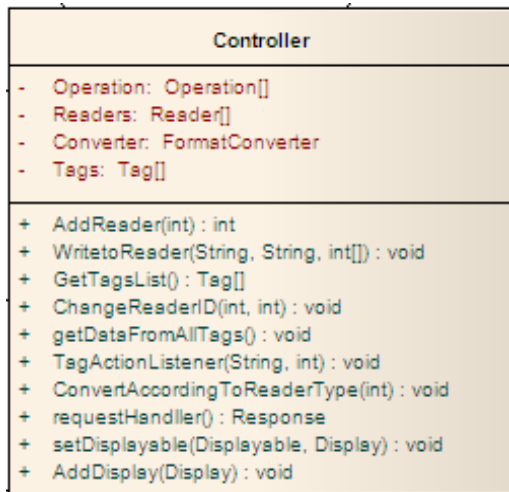 Controller
- Operation: Operation[]
- Readers: Reader[]
- Converter: FormatConverter
- Tags: Tag[]
+ AddReader(int) : int
+ WritetoReader(String, String, int[]) : void
+ GetTagsList() : Tag[]
+ ChangeReaderID(int, int) : void
+ getDataFromAllTags() : void
+ TagActionListener(String, int) : void
+ ConvertAccordingToReaderType(int) : void
+ requestHandller() : Response
+ setDisplayable(Displayable, Display) : void
+ AddDisplay(Display) : void